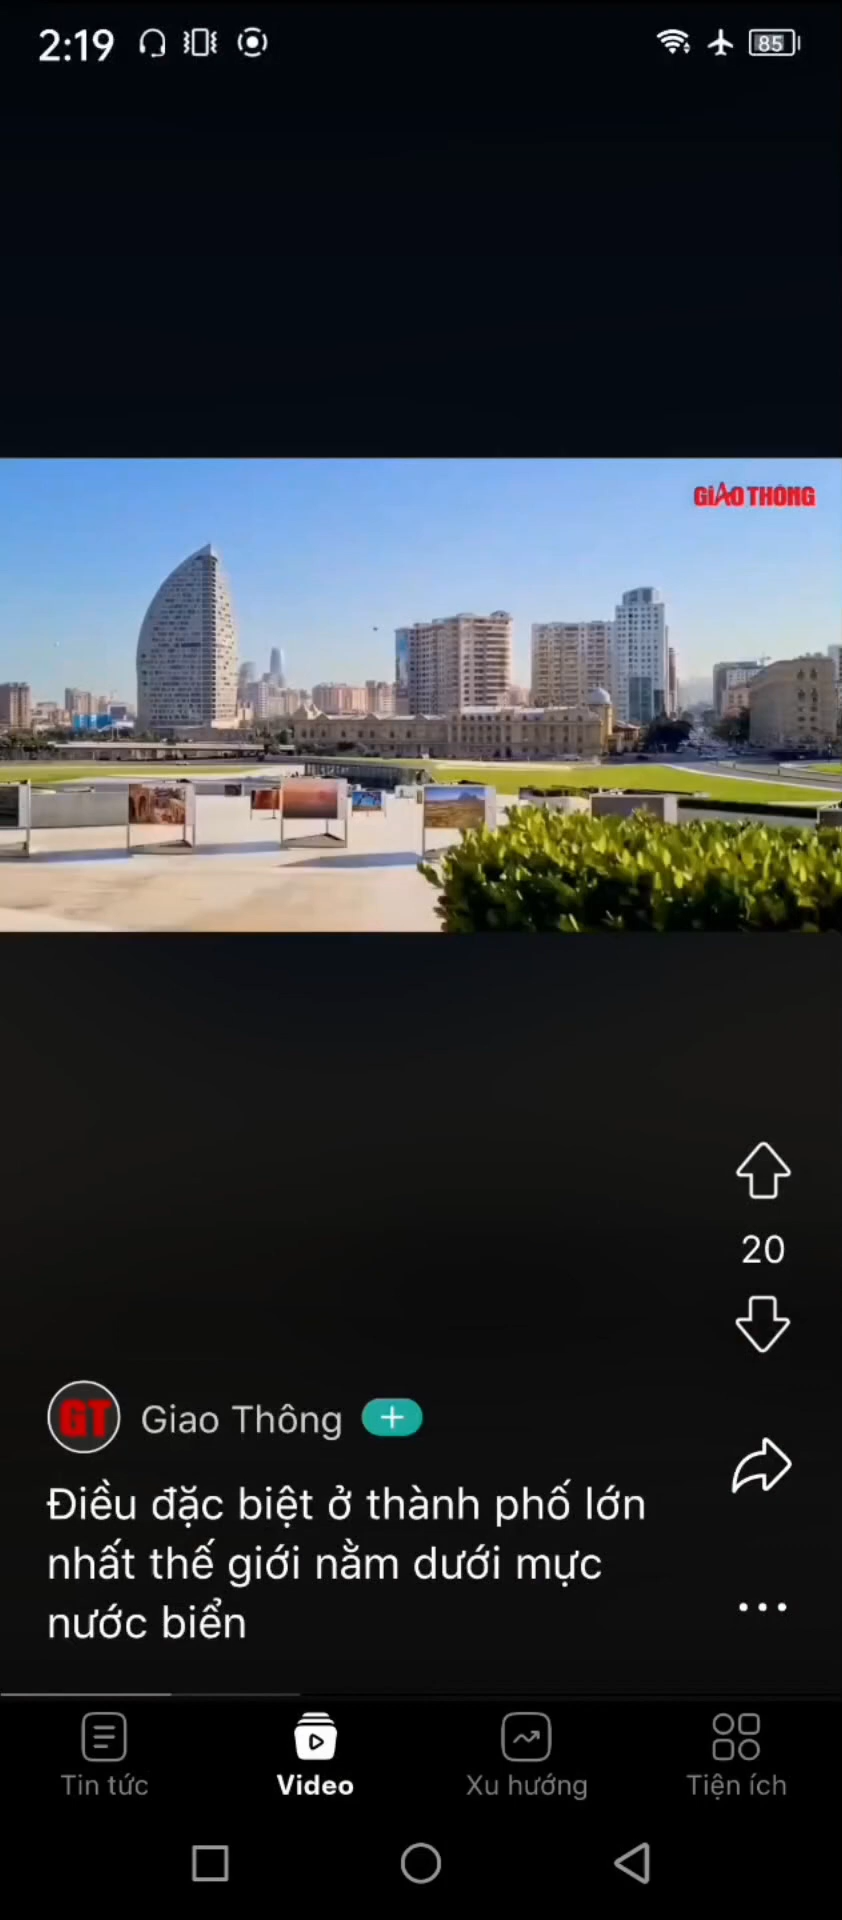 2:19
85
GIAO THÔNG
20
GT
Giao Thông
Điều đặc biệt ở thành phố lớn
nhất thế giới nằm dưới mực
nước biển
Tin tức
Video
Xu hướng
Tiện ích